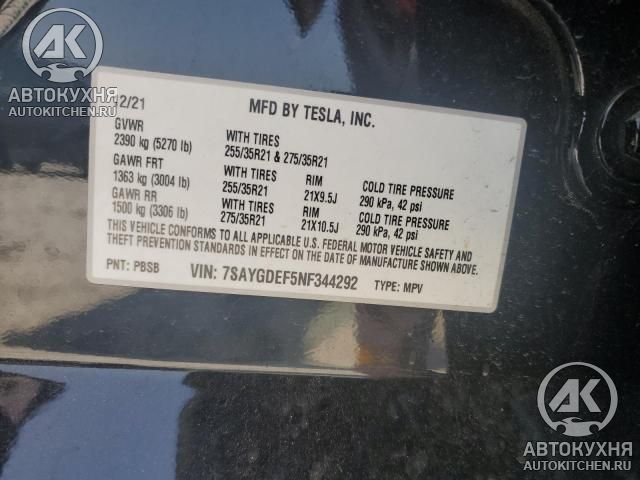 AK
АВТОКУХНЯ
AUTOKITCHEN.RU
2/21
MFD BY TESLA, INC.
GVWR
2390 kg (5270 lb)
WITH TIRES
255/35R21 & 275/35R21
GAWR FRT
1363 kg (3004 lb)
WITH TIRES
255/35R21
RIM
21X9.5J
COLD TIRE PRESSURE
290 kPa, 42 psi
GAWR RR
1500 kg (3306 lb)
WITH TIRES
275/35R21
RIM
21X10.5J
COLD TIRE PRESSURE
290 kPa, 42 psi
THIS VEHICLE CONFORMS TO ALL APPLICABLE U.S. FEDERAL MOTOR VEHICLE SAFETY AND
THEFT PREVENTION STANDARDS IN EFFECT ON THE DATE OF MANUFACTURE SHOWN ABOVE.
PNT: PBSB
VIN: 7SAYGDEF5NF344292
TYPE: MPV
AK
АВТОКУХНЯ
AUTOKITCHEN.RU